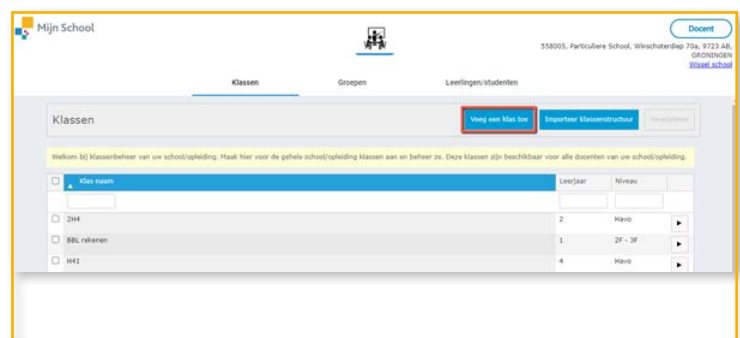 Mijn School
Docent
558005, Particuliere School, Winschoterdiep 70a, 9723 AB,
GRONINGEN
Wissel school
Klassen Groepen Leerlingen/studenten
Klassen Voeg een klas toe Importeer klassenstructuur Verwijderen
Welkom bij klassenbeheer van uw school/opleiding. Maak hier voor de gehele school/opleiding klassen aan en beheer ze. Deze klassen zijn beschikbaar voor alle docenten van uw school/opleiding.
Klas naam Leerjaar Niveau
2H4 2 Havo
BBL rekenen 1 2F - 3F
H41 4 Havo